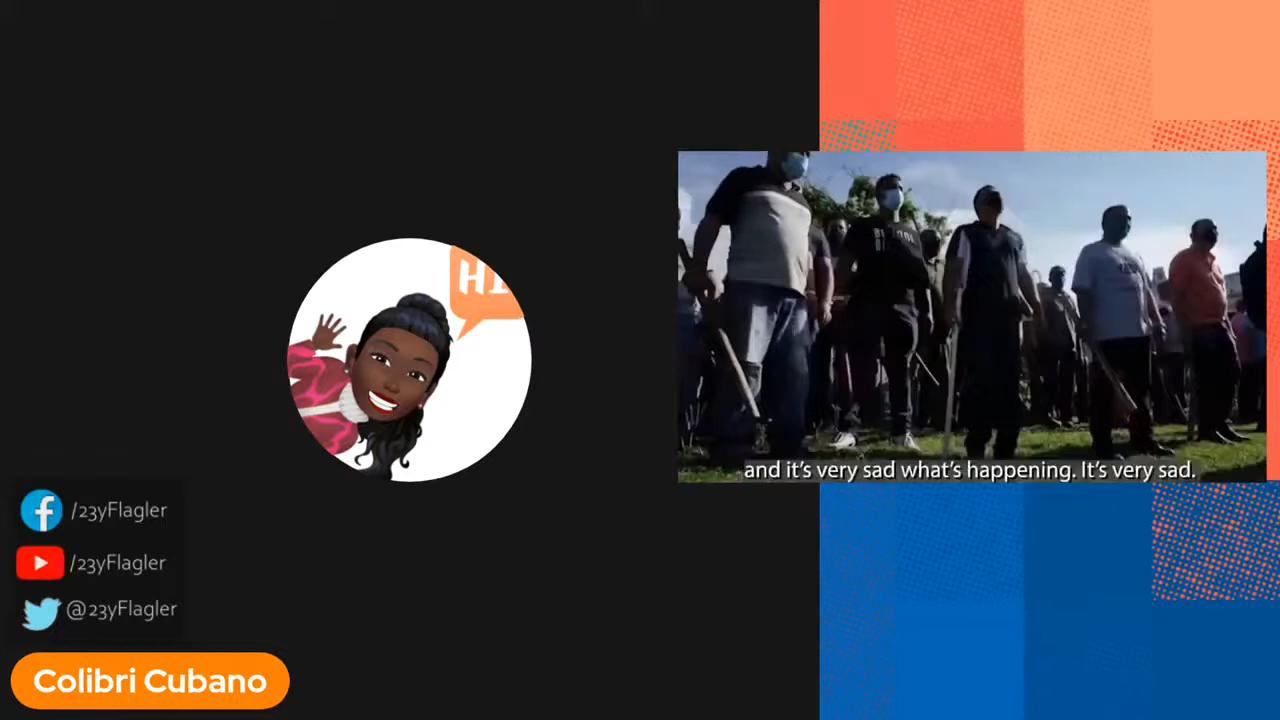 HI
and it's very sad what's happening. It's very sad.
/23yFlagler
/23yFlagler
@23yFlagler
Colibri Cubano